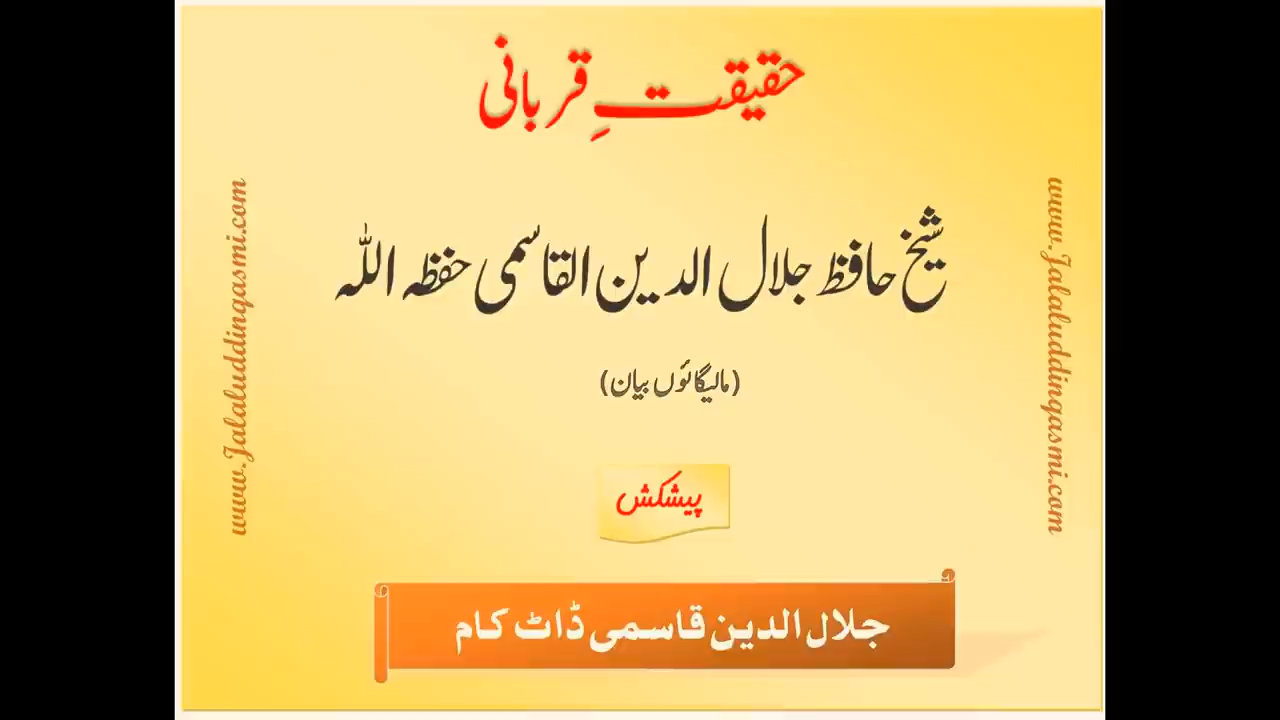 حقیقتِ قربانی
شیخ حافظ جلال الدین القاسمی حفظہ اللہ
(مالیگاؤں بیان)
پیشکش
جلال الدین قاسمی ڈاٹ کام
www.Jalaluddinqasmi.com
www.Jalaluddinqasmi.com